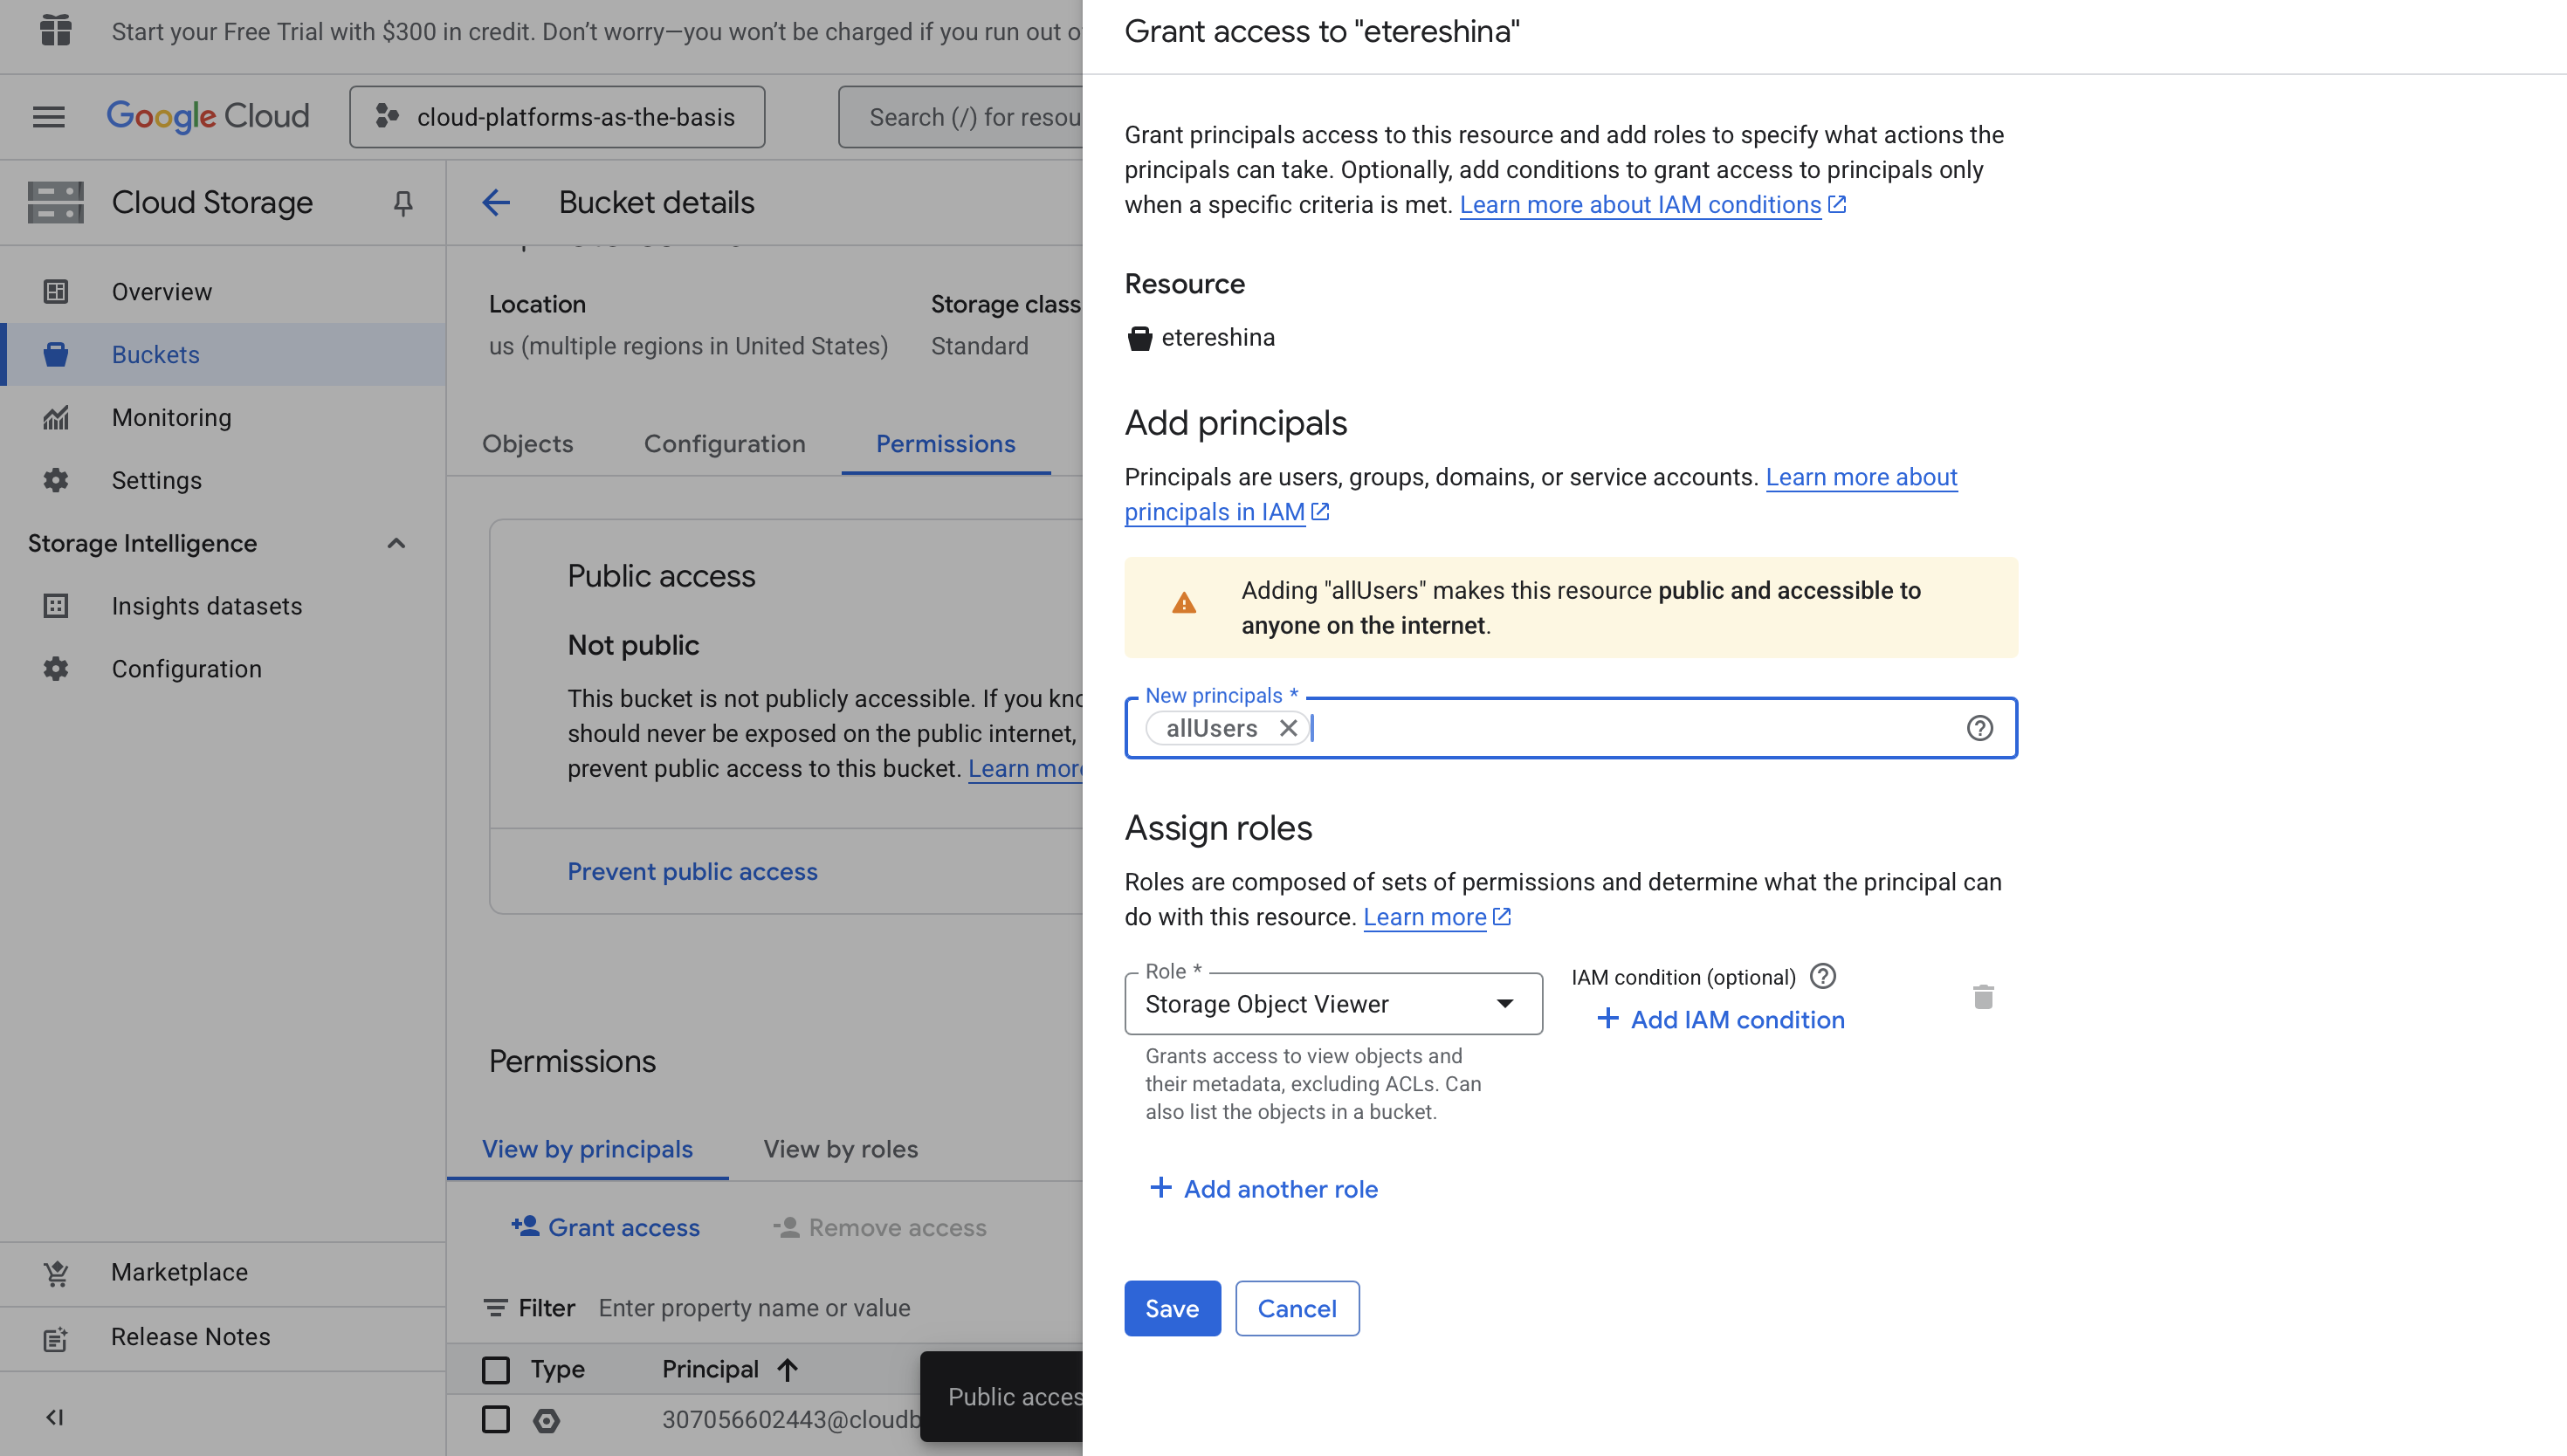 Start your Free Trial with $300 in credit. Don’t worry—you won’t be charged if you run out
Google Cloud
cloud-platforms-as-the-basis
Search (/) for
Cloud Storage
Bucket details
Overview
Buckets
Monitoring
Settings
Storage Intelligence
Insights datasets
Configuration
Marketplace
Release Notes
Location
us (multiple regions in United States)
Storage class
Standard
Objects
Configuration
Permissions
Public access
Not public
This bucket is not publicly accessible. If you
should never be exposed on the public internet,
prevent public access to this bucket. Learn more
Prevent public access
Permissions
View by principals
View by roles
Grant access
Remove access
Filter
Enter property name or value
Type
Principal
307056602443@cloudb
Public
Grant access to "etereshina"
Grant principals access to this resource and add roles to specify what actions the
principals can take. Optionally, add conditions to grant access to principals only
when a specific criteria is met. Learn more about IAM conditions
Resource
etereshina
Add principals
Principals are users, groups, domains, or service accounts. Learn more about
principals in IAM
Adding "allUsers" makes this resource public and accessible to
anyone on the internet.
New principals *
allUsers
Assign roles
Roles are composed of sets of permissions and determine what the principal can
do with this resource. Learn more
Role *
Storage Object Viewer
IAM condition (optional)
Add IAM condition
Grants access to view objects and
their metadata, excluding ACLs. Can
also list the objects in a bucket.
Add another role
Save
Cancel